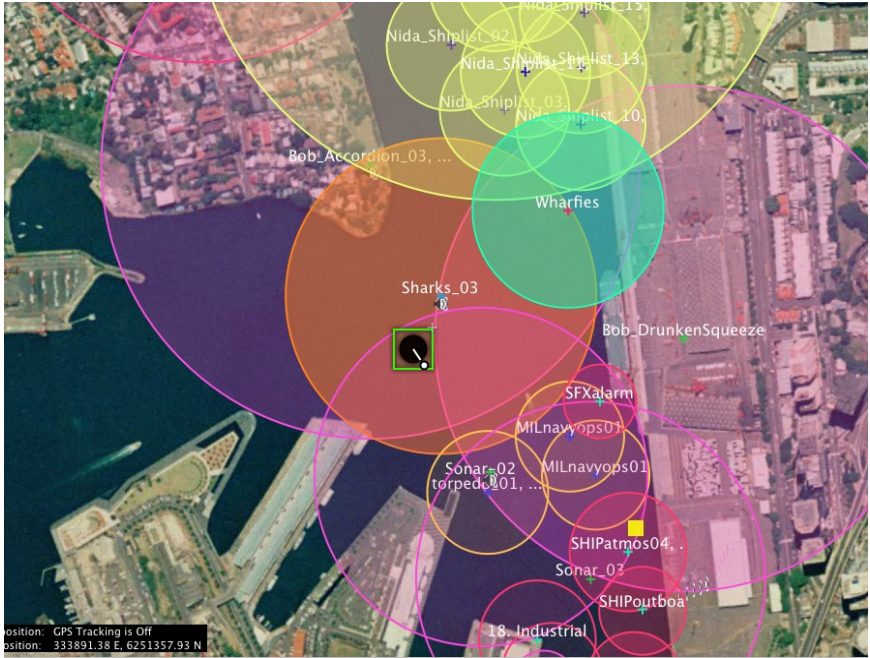 Nida_Shiplist_15,
Nida_Shiplist_02,
Nida_Shiplist_13,
Nida_Shiplist_03,
Nida_Shiplist_10,
Bob_Accordion_03, ...
Wharfies
Sharks_03
Bob_DrunkenSqueeze
SFXalarm
MILnavyops01
Sonar_02
MILnavyops01
torpedo_01, ...
SHIPatmos04, .
Sonar_03
SHIPoutboa
18. Industrial
osition: GPS Tracking is Off
osition: 333891.38 E, 6251357.93 N